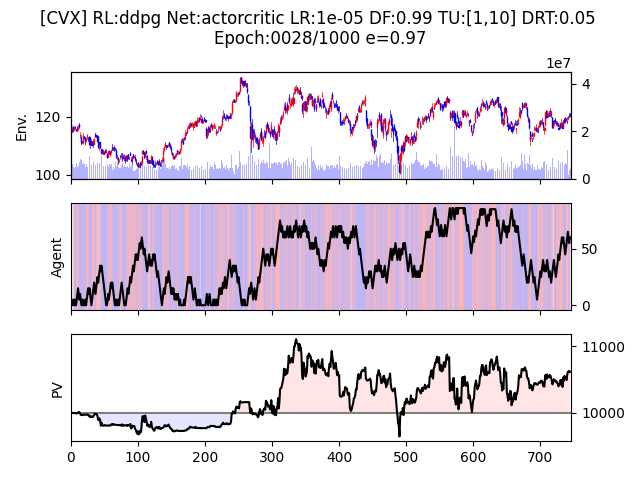 [CVX] RL:ddpg Net:actorcritic LR:1e-05 DF:0.99 TU:[1,10] DRT:0.05
Epoch:0028/1000 e=0.97
1e7
Env.
120
100
4
2
0
Agent
50
0
PV
11000
10000
0
100
200
300
400
500
600
700